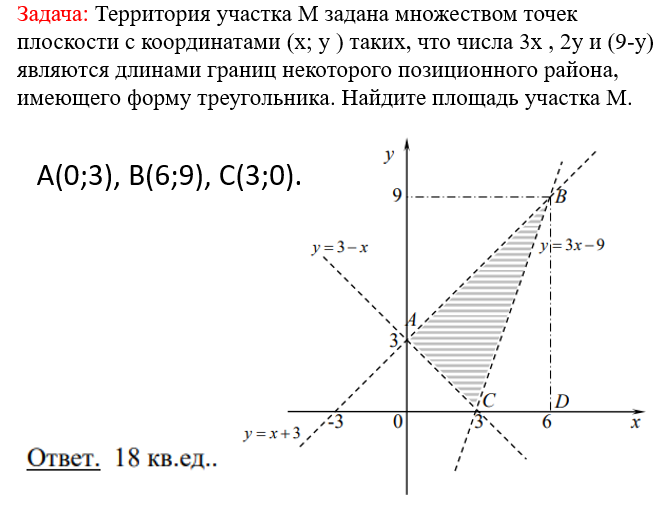 Задача: Территория участка М задана множеством точек
плоскости с координатами (х; у ) таких, что числа 3х , 2у и (9-у)
являются длинами границ некоторого позиционного района,
имеющего форму треугольника. Найдите площадь участка М.
A(0;3), B(6;9), C(3;0).
y
9
B
y = 3 − x
y = 3x − 9
A
3
C
D
-3
0
3
6
x
y = x + 3
Ответ. 18 кв.ед..